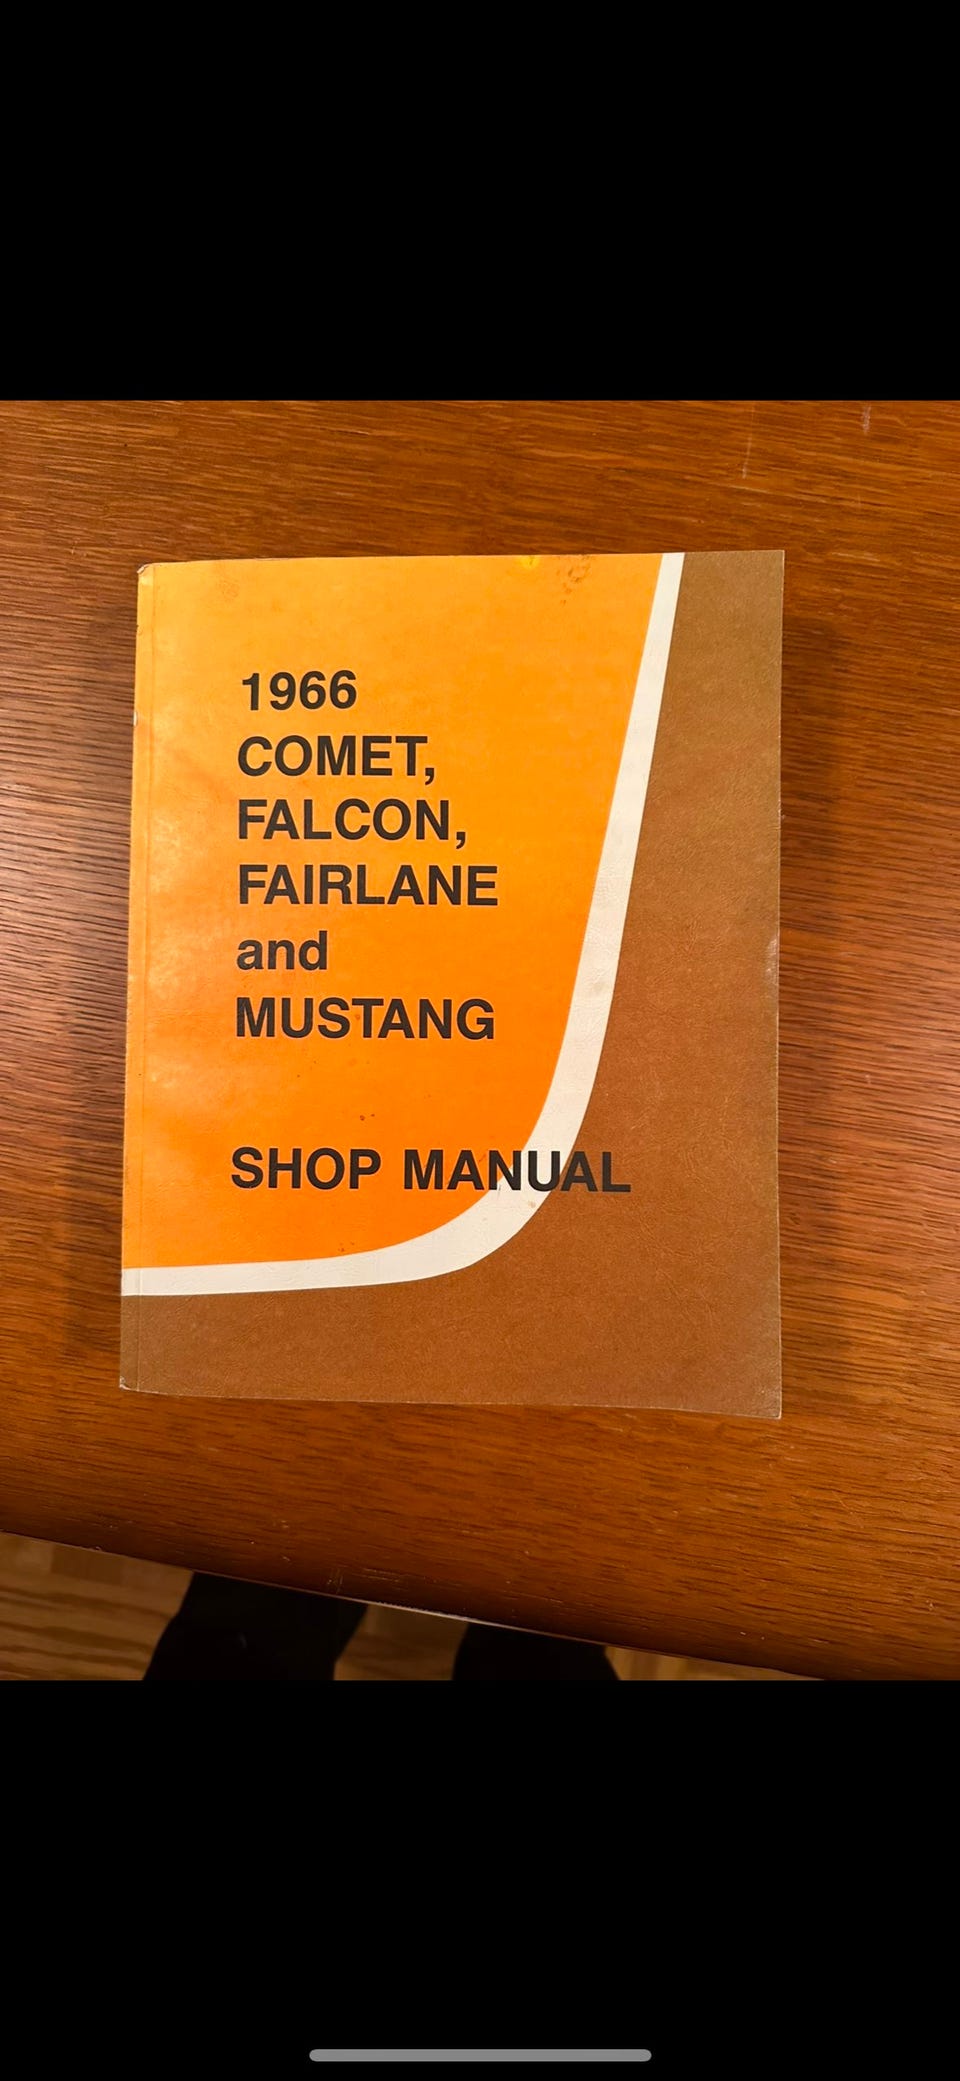 1966
COMET,
FALCON,
FAIRLANE
and
MUSTANG
SHOP MANUAL